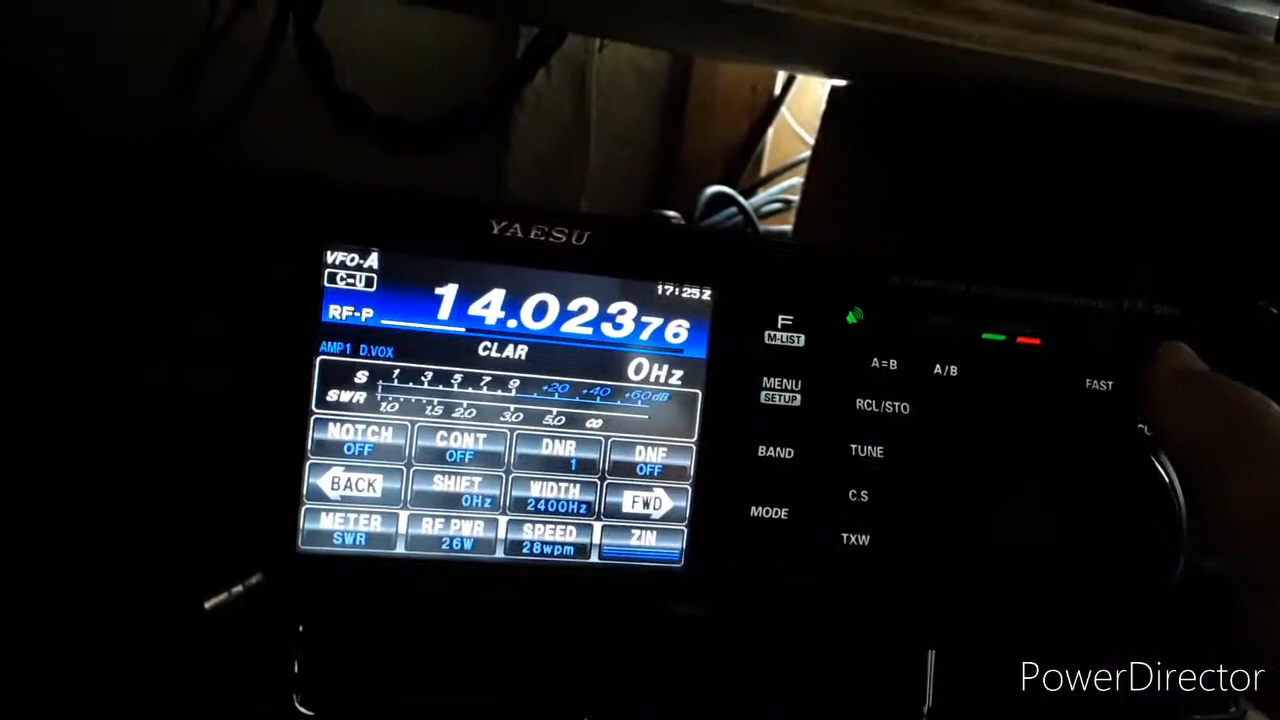 YAESU
VFO-A
17:25Z
C-U
14.02376
RF-P
AMP1 D.VOX
CLAR
0Hz
S 1 3 5 7 9 +20 +40 +60dB
SWR 1.0 1.5 2.0 3.0 5.0 ∞
NOTCH CONT DNR DNF
OFF OFF 1 OFF
BACK SHIFT WIDTH FWD
0Hz 2400Hz
METER RF PWR SPEED ZIN
SWR 26W 28wpm
F
M-LIST
MENU
SETUP
BAND
MODE
A=B A/B
RCL/STO
TUNE
C.S
TXW
FAST
PowerDirector